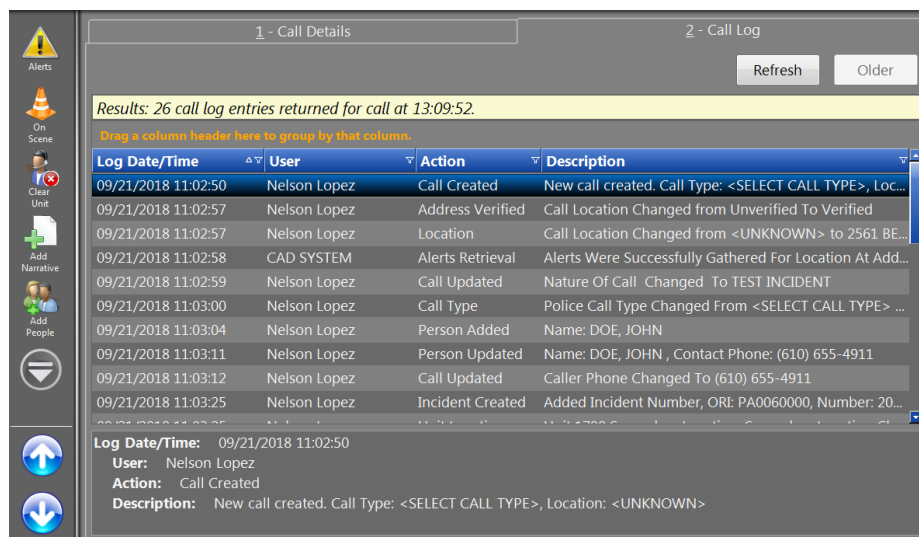 1 - Call Details
2 - Call Log
Alerts
Refresh
Older
On
Scene
Results: 26 call log entries returned for call at 13:09:52.
Drag a column header here to group by that column.
Log Date/Time User Action Description
09/21/2018 11:02:50 Nelson Lopez Call Created New call created. Call Type: <SELECT CALL TYPE>, Loc...
Clear
Unit
09/21/2018 11:02:57 Nelson Lopez Address Verified Call Location Changed from Unverified To Verified
09/21/2018 11:02:57 Nelson Lopez Location Call Location Changed from <UNKNOWN> to 2561 BE...
Add
Narrative
09/21/2018 11:02:58 CAD SYSTEM Alerts Retrieval Alerts Were Successfully Gathered For Location At Add...
09/21/2018 11:02:59 Nelson Lopez Call Updated Nature Of Call Changed To TEST INCIDENT
09/21/2018 11:03:00 Nelson Lopez Call Type Police Call Type Changed From <SELECT CALL TYPE> ...
Add
People
09/21/2018 11:03:04 Nelson Lopez Person Added Name: DOE, JOHN
09/21/2018 11:03:11 Nelson Lopez Person Updated Name: DOE, JOHN , Contact Phone: (610) 655-4911
09/21/2018 11:03:12 Nelson Lopez Call Updated Caller Phone Changed To (610) 655-4911
09/21/2018 11:03:25 Nelson Lopez Incident Created Added Incident Number, ORI: PA0060000, Number: 20...
Log Date/Time: 09/21/2018 11:02:50
User: Nelson Lopez
Action: Call Created
Description: New call created. Call Type: <SELECT CALL TYPE>, Location: <UNKNOWN>